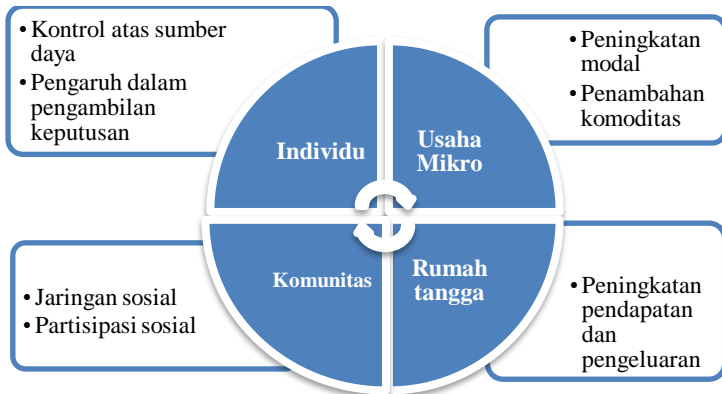 • Kontrol atas sumber
daya
• Pengaruh dalam
pengambilan
keputusan
• Peningkatan
modal
• Penambahan
komoditas
Individu
Usaha
Mikro
Komunitas
Rumah
tangga
• Jaringan sosial
• Partisipasi sosial
• Peningkatan
pendapatan
dan
pengeluaran